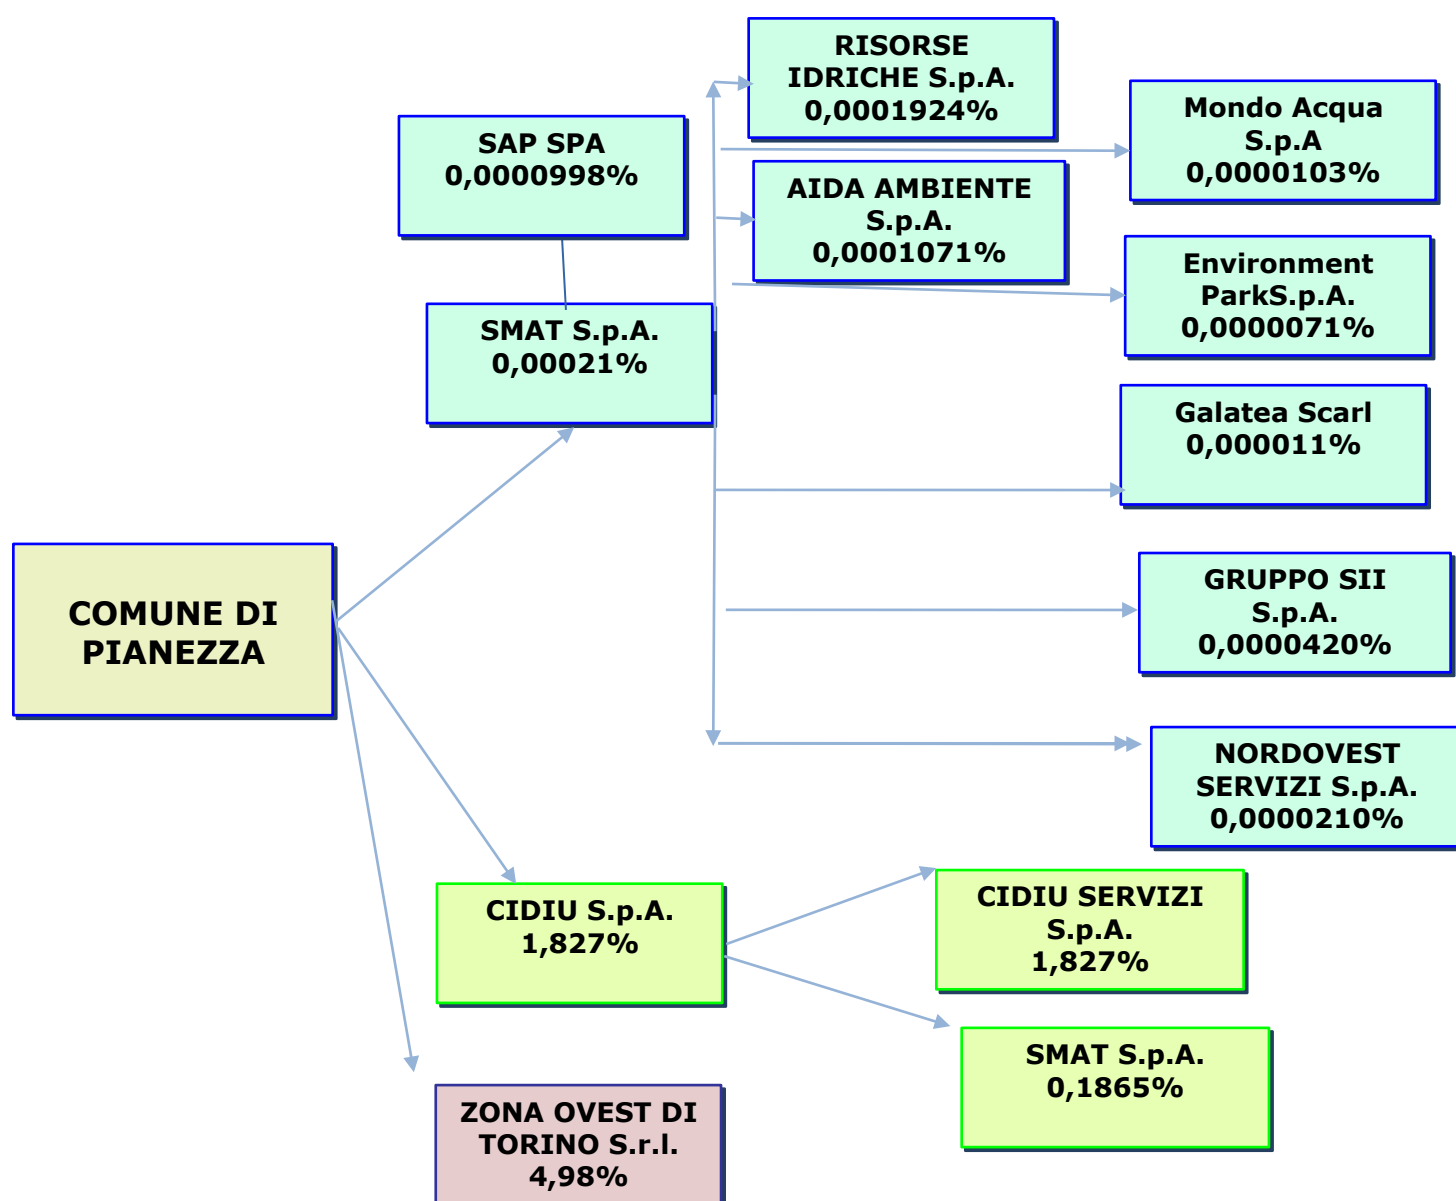 RISORSE
IDRICHE S.p.A.
0,0001924%
Mondo Acqua
S.p.A
0,0000103%
SAP SPA
0,0000998%
AIDA AMBIENTE
S.p.A.
0,0001071%
Environment
ParkS.p.A.
0,0000071%
SMAT S.p.A.
0,00021%
Galatea Scarl
0,000011%
COMUNE DI
PIANEZZA
GRUPPO SII
S.p.A.
0,0000420%
NORDOVEST
SERVIZI S.p.A.
0,0000210%
CIDIU S.p.A.
1,827%
CIDIU SERVIZI
S.p.A.
1,827%
SMAT S.p.A.
0,1865%
ZONA OVEST DI
TORINO S.r.l.
4,98%